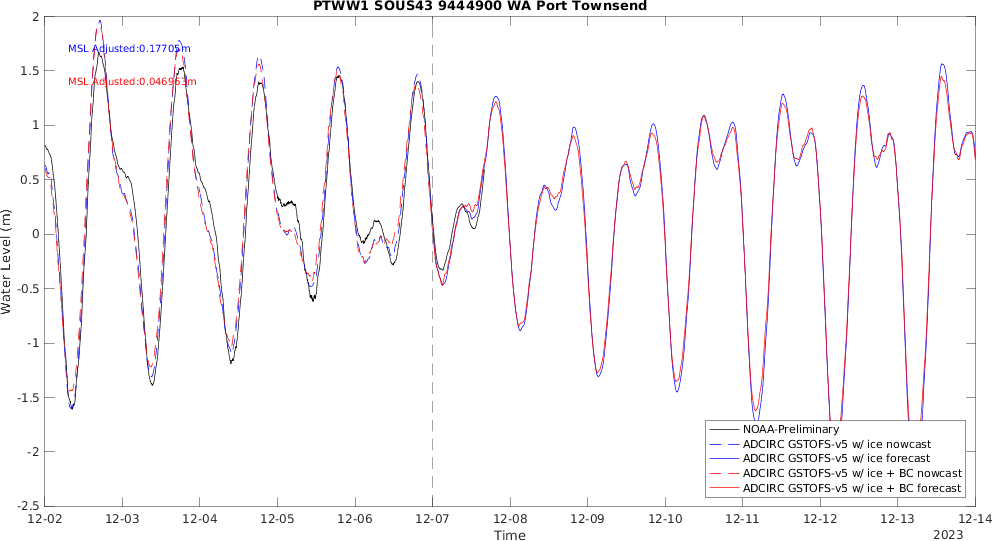 PTWW1 SOUS43 9444900 WA Port Townsend
2
MSL Adjusted:0.17705m
1.5
MSL Adjusted:0.046963m
1
0.5
0
-0.5
-1
-1.5
-2
-2.5
Water Level (m)
NOAA-Preliminary
ADCIRC GSTOFS-v5 w/ ice nowcast
ADCIRC GSTOFS-v5 w/ ice forecast
ADCIRC GSTOFS-v5 w/ ice + BC nowcast
ADCIRC GSTOFS-v5 w/ ice + BC forecast
12-02 12-03 12-04 12-05 12-06 12-07 12-08 12-09 12-10 12-11 12-12 12-13 12-14
Time
2023